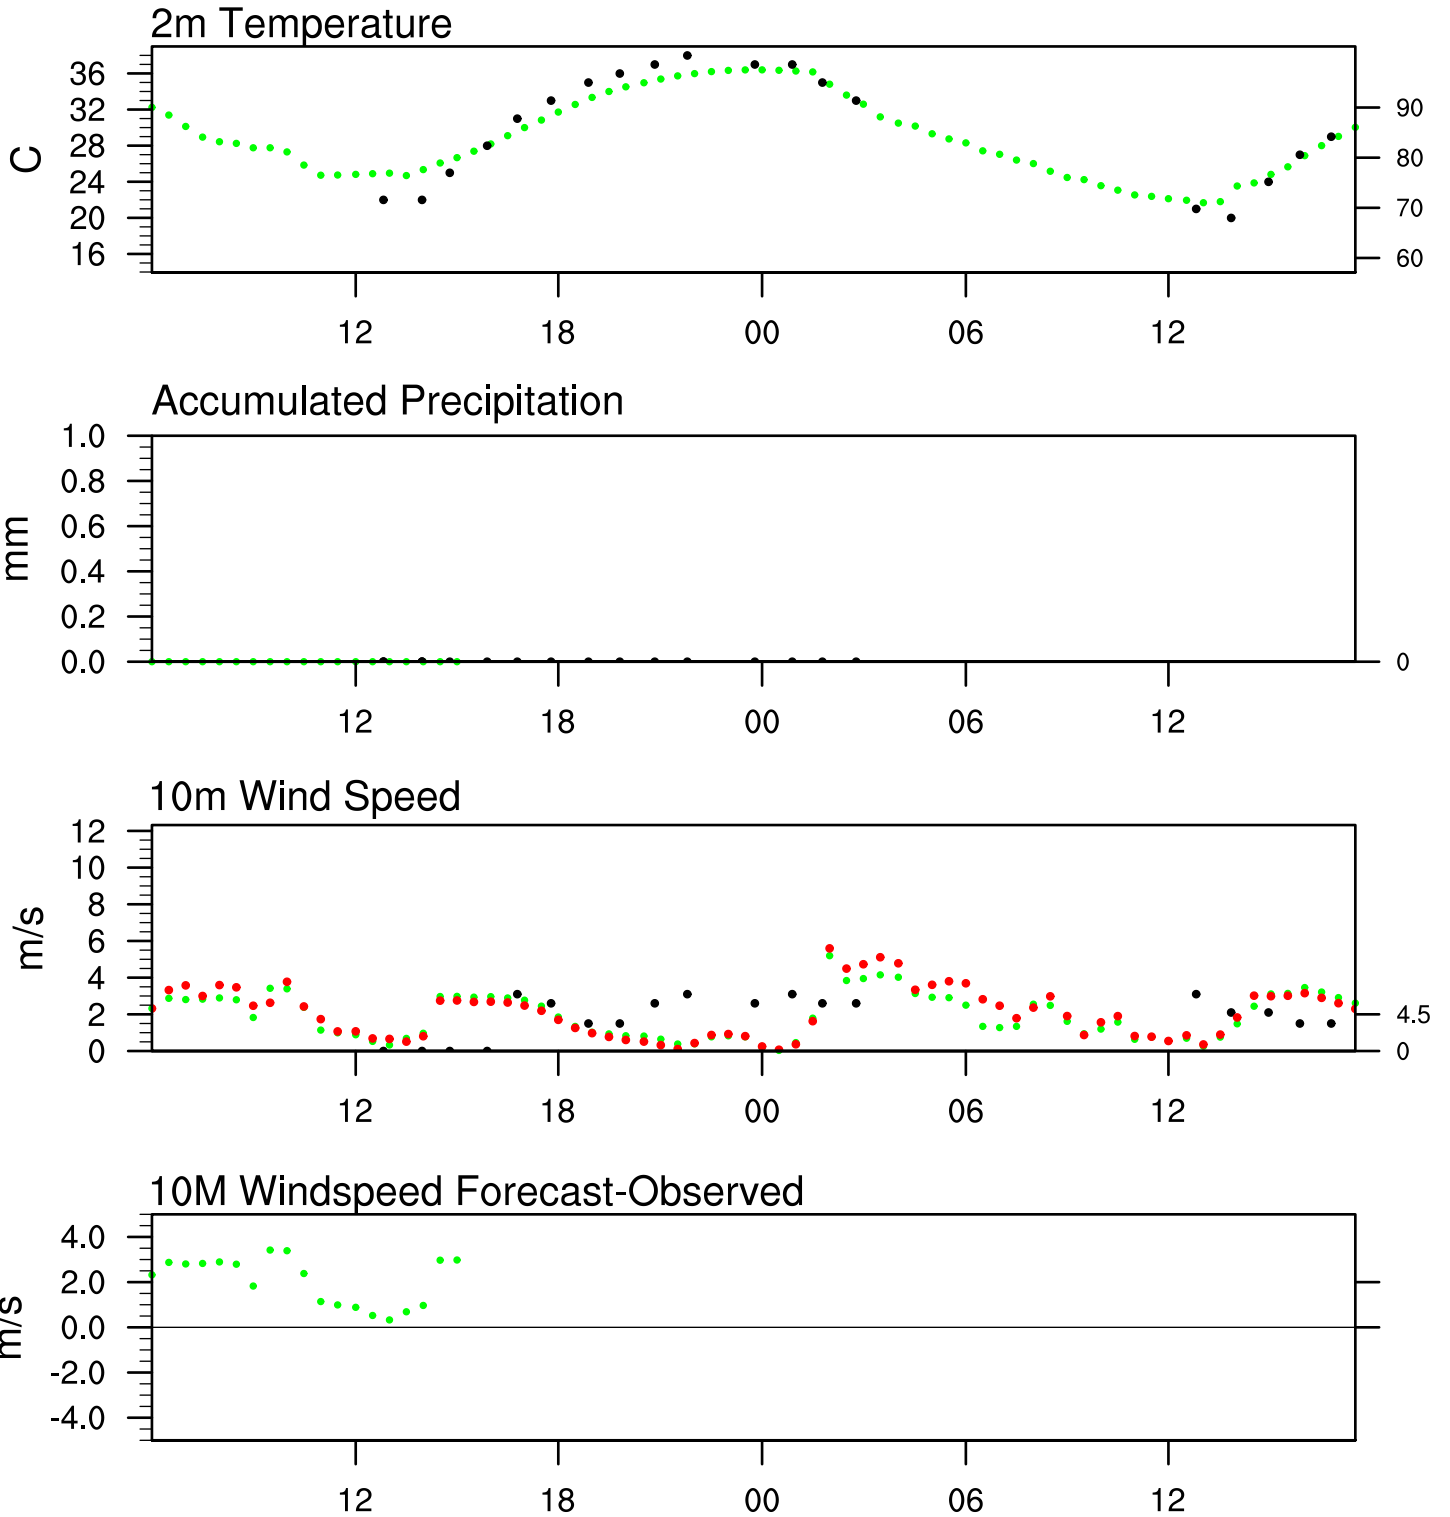 2m Temperature
36
32
28
24
20
16
C
90
80
70
60
12 18 00 06 12
Accumulated Precipitation
1.0
0.8
0.6
0.4
0.2
0.0
mm
0
12 18 00 06 12
10m Wind Speed
12
10
8
6
4
2
0
m/s
4.5
0
12 18 00 06 12
10M Windspeed Forecast-Observed
4.0
2.0
0.0
-2.0
-4.0
m/s
12 18 00 06 12